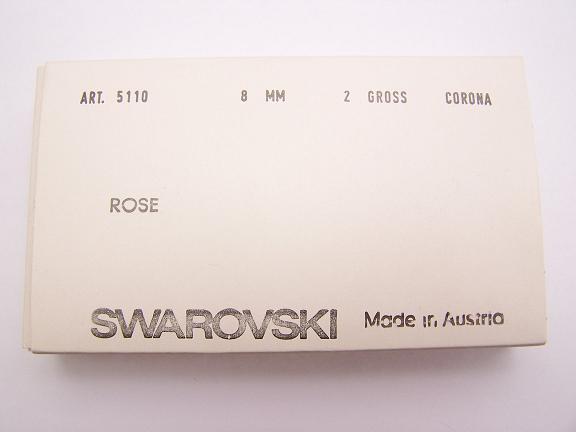 ART. 5110 8 MM 2 GROSS CORONA
ROSE
SWAROVSKI Made in Austria